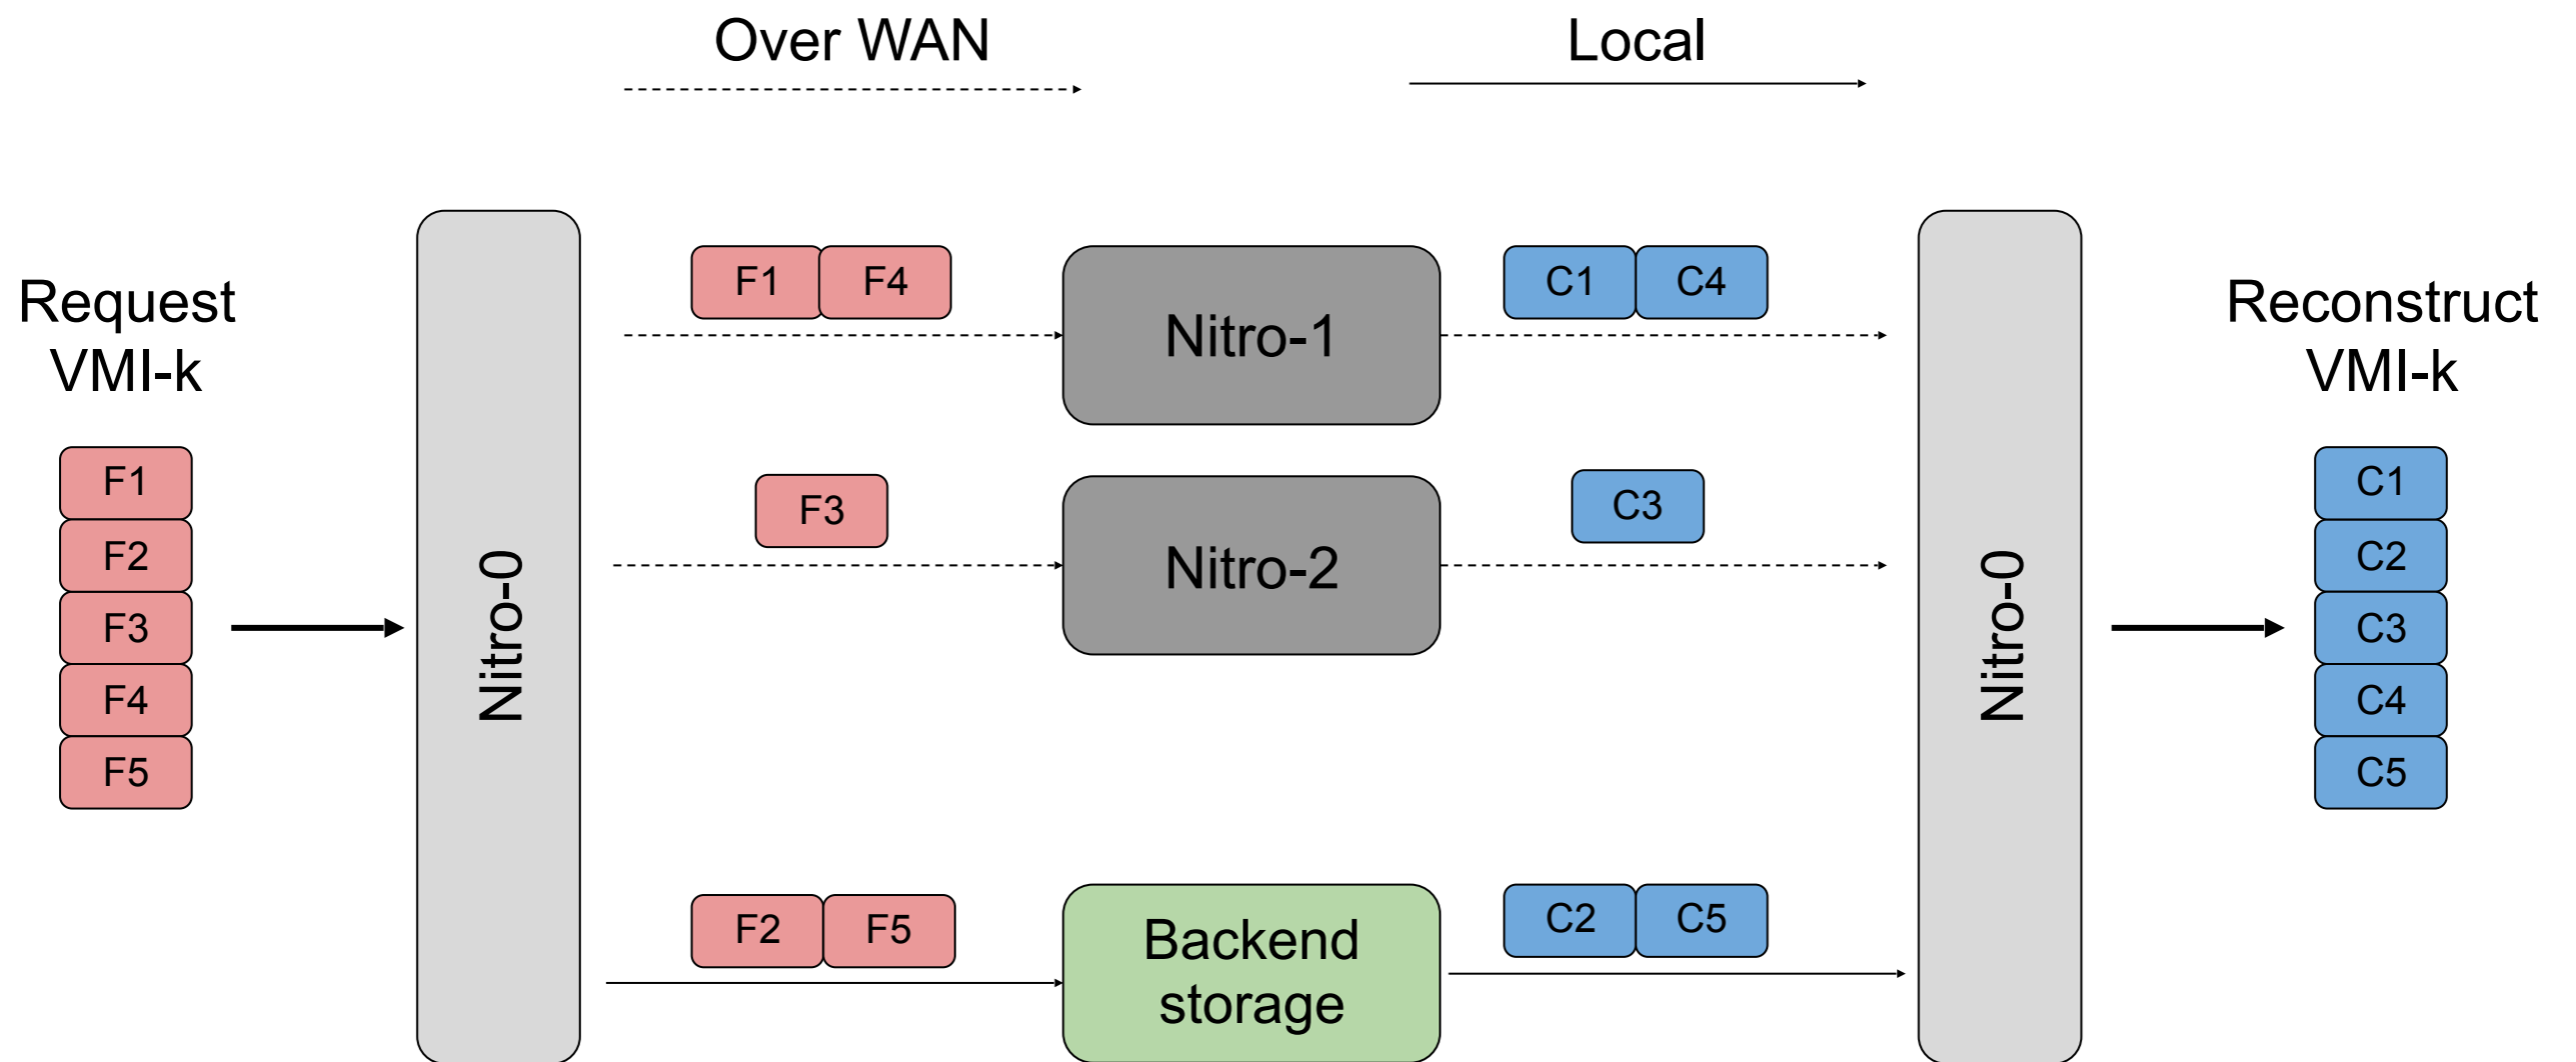 Over WAN
Local
Request
VMI-k
F1
F2
F3
F4
F5
Nitro-0
F1 F4
Nitro-1
C1 C4
F3
Nitro-2
C3
F2 F5
Backend
storage
C2 C5
Nitro-0
Reconstruct
VMI-k
C1
C2
C3
C4
C5